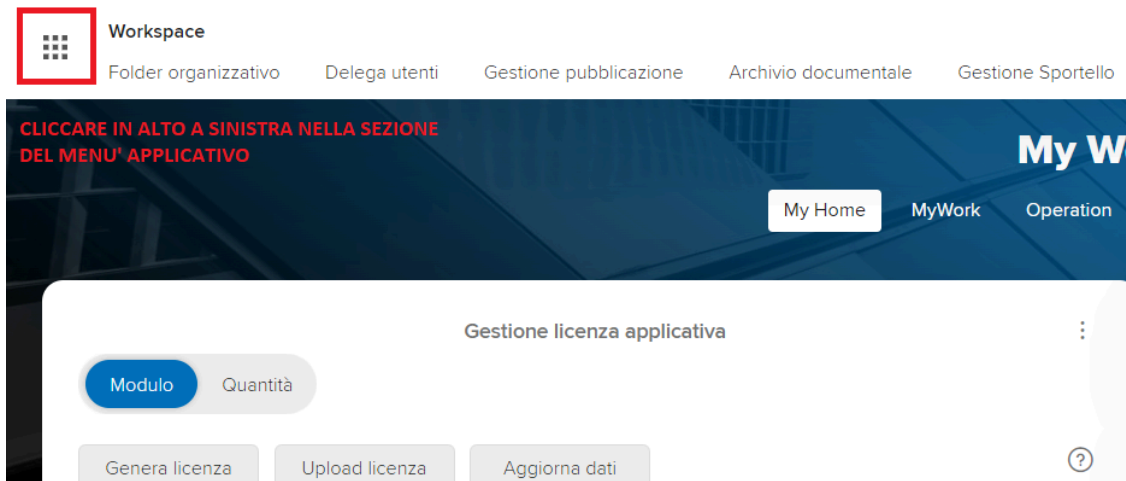 Workspace
Folder organizzativo Delega utenti Gestione pubblicazione Archivio documentale Gestione Sportello
CLICCARE IN ALTO A SINISTRA NELLA SEZIONE
DEL MENU' APPLICATIVO
My W
My Home MyWork Operation
Gestione licenza applicativa
Modulo Quantità
Genera licenza Upload licenza Aggiorna dati
?